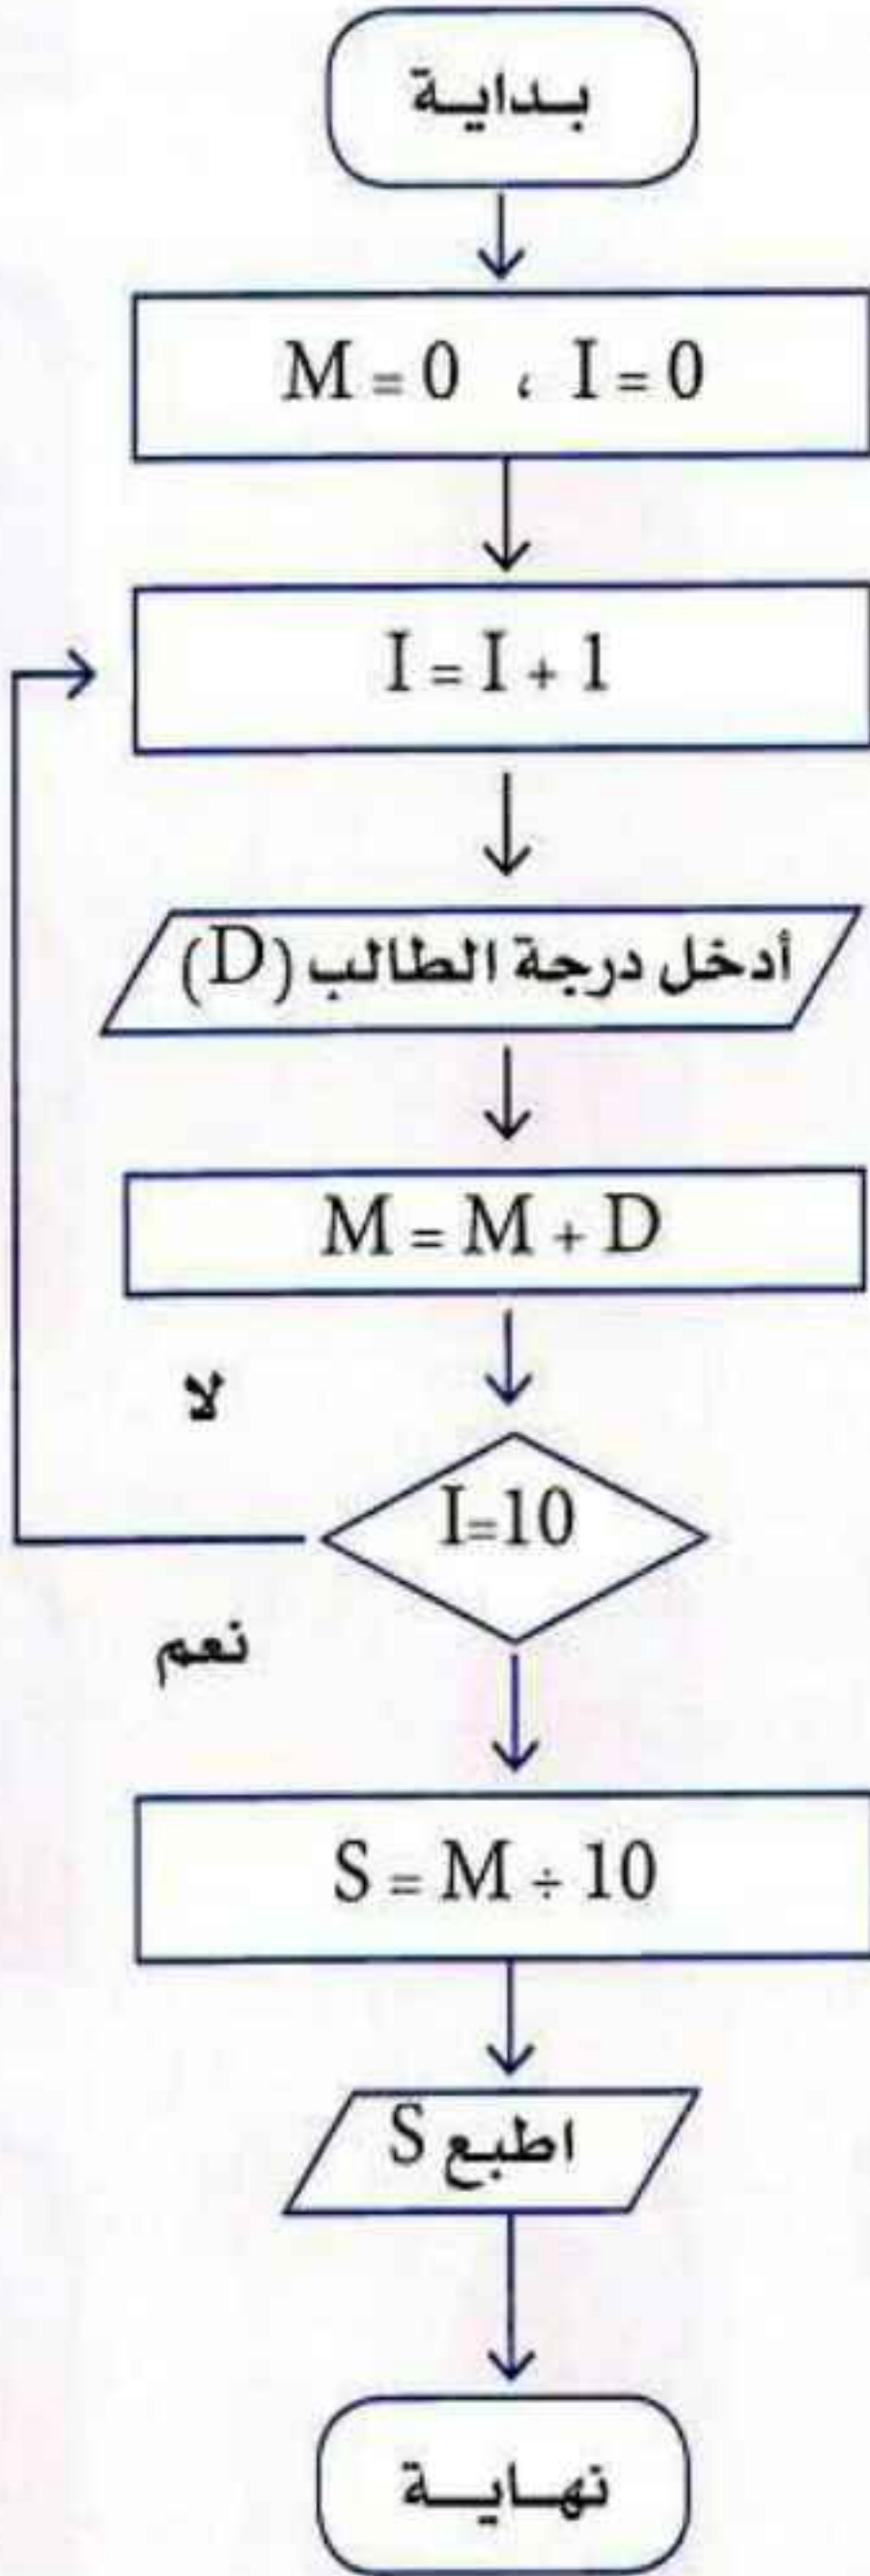 بداية
M = 0 ، I = 0
I = I + 1
أدخل درجة الطالب (D)
M = M + D
لا
I=10
نعم
S = M ÷ 10
اطبع S
نهاية